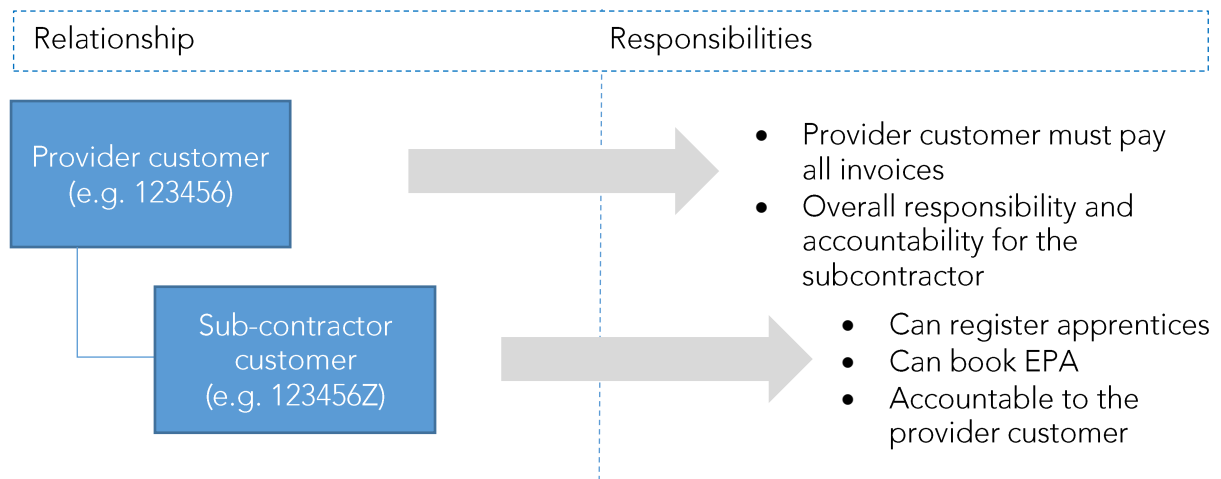 Relationship
Responsibilities
Provider customer
(e.g. 123456)
• Provider customer must pay
all invoices
• Overall responsibility and
accountability for the
subcontractor
Sub-contractor
customer
(e.g. 123456Z)
• Can register apprentices
• Can book EPA
• Accountable to the
provider customer